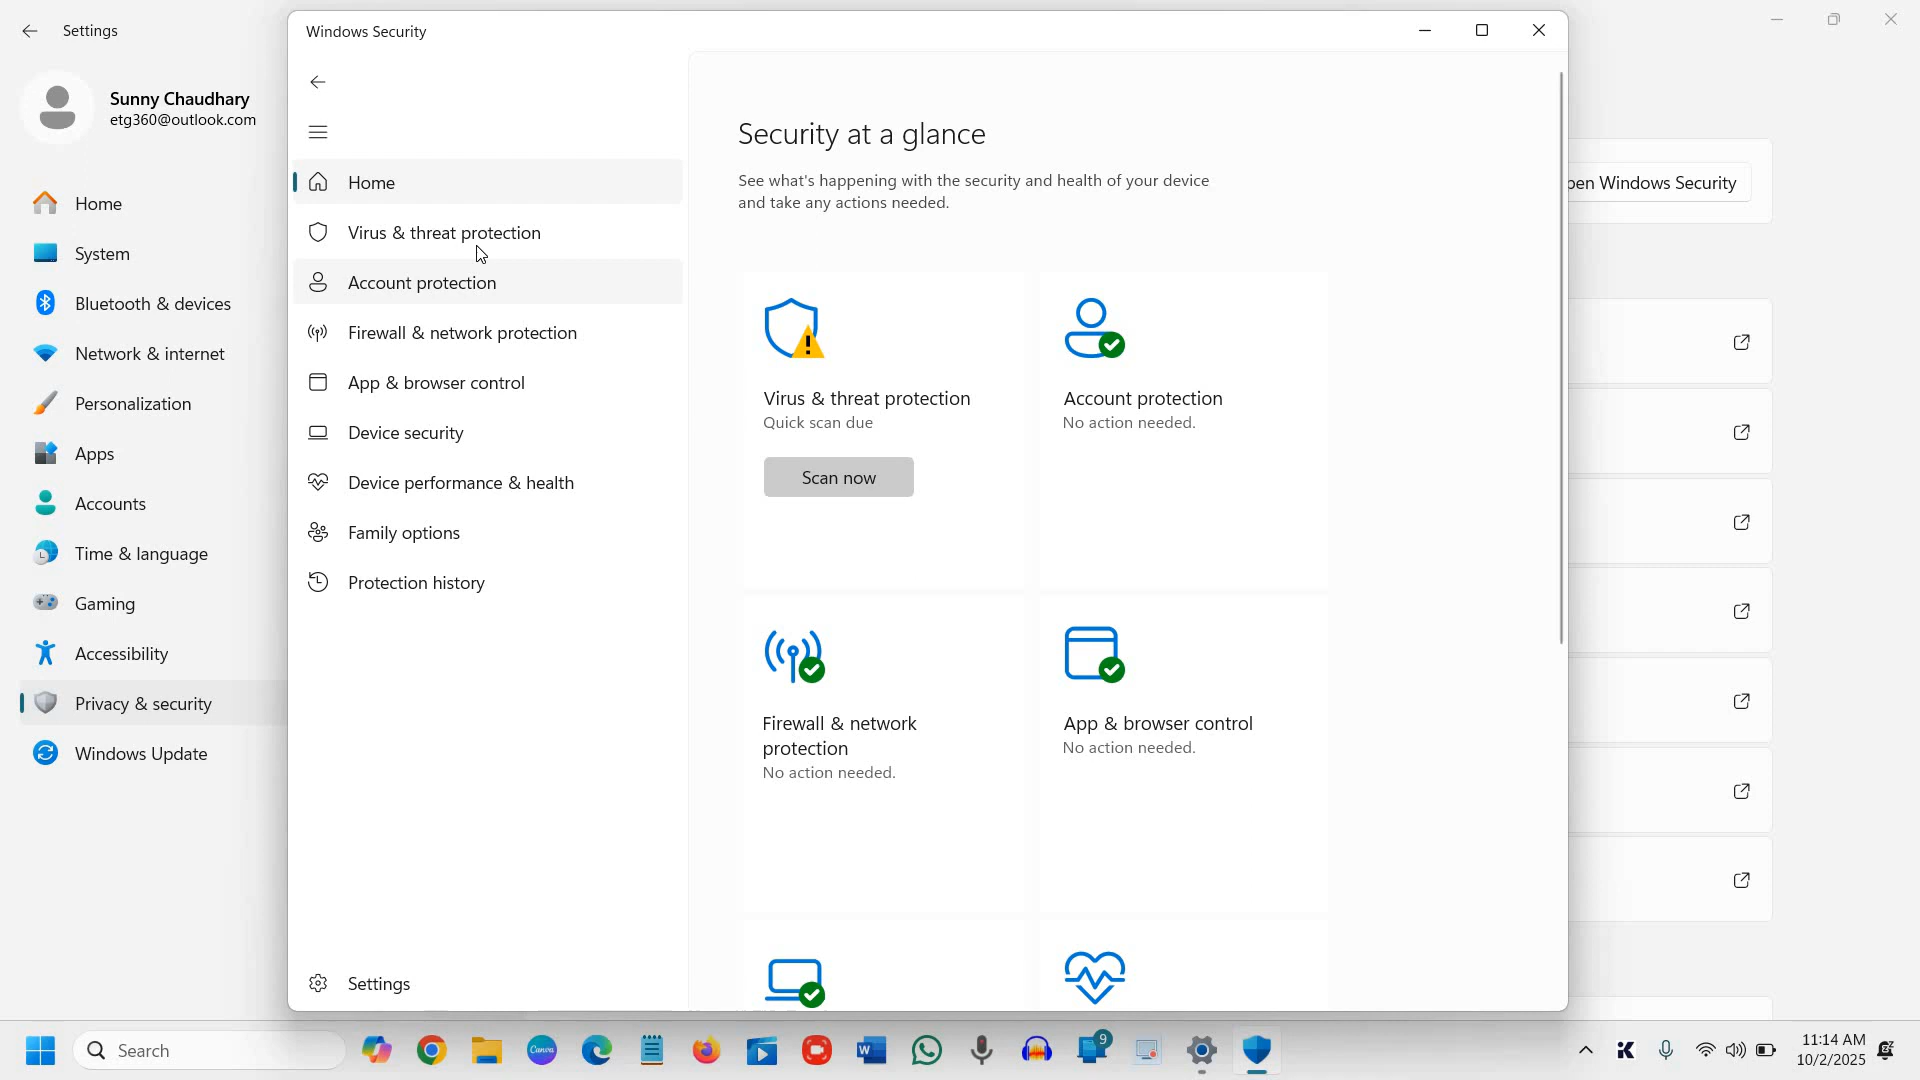 Settings
Sunny Chaudhary
etg360@outlook.com
Home
System
Bluetooth & devices
Network & internet
Personalization
Apps
Accounts
Time & language
Gaming
Accessibility
Privacy & security
Windows Update
Windows Security
Home
Virus & threat protection
Account protection
Firewall & network protection
App & browser control
Device security
Device performance & health
Family options
Protection history
Settings
Security at a glance
See what's happening with the security and health of your device
and take any actions needed.
Virus & threat protection
Quick scan due
Scan now
Account protection
No action needed.
Firewall & network
protection
No action needed.
App & browser control
No action needed.
pen Windows Security
Search
Canva
9
11:14 AM
10/2/2025